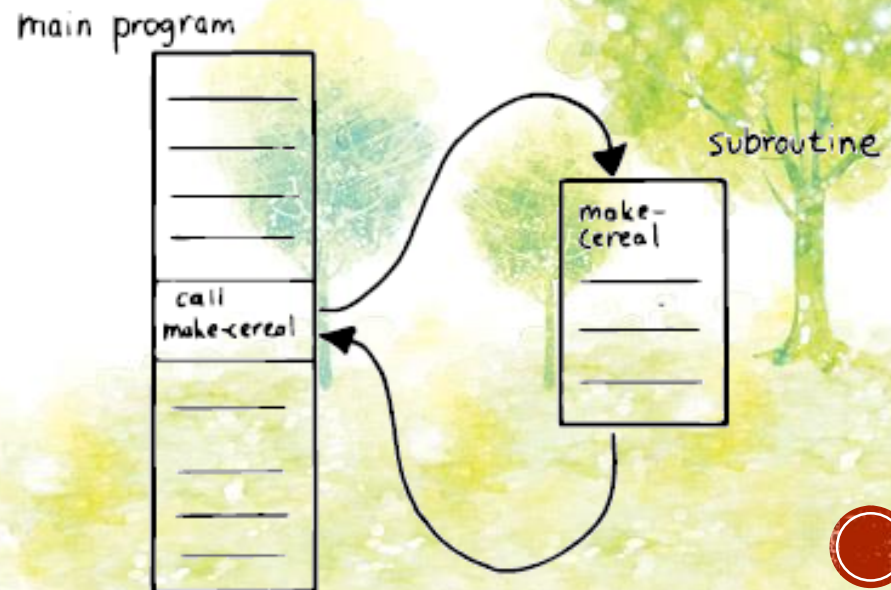 main program
subroutine
make-
cereal
call
make-cereal